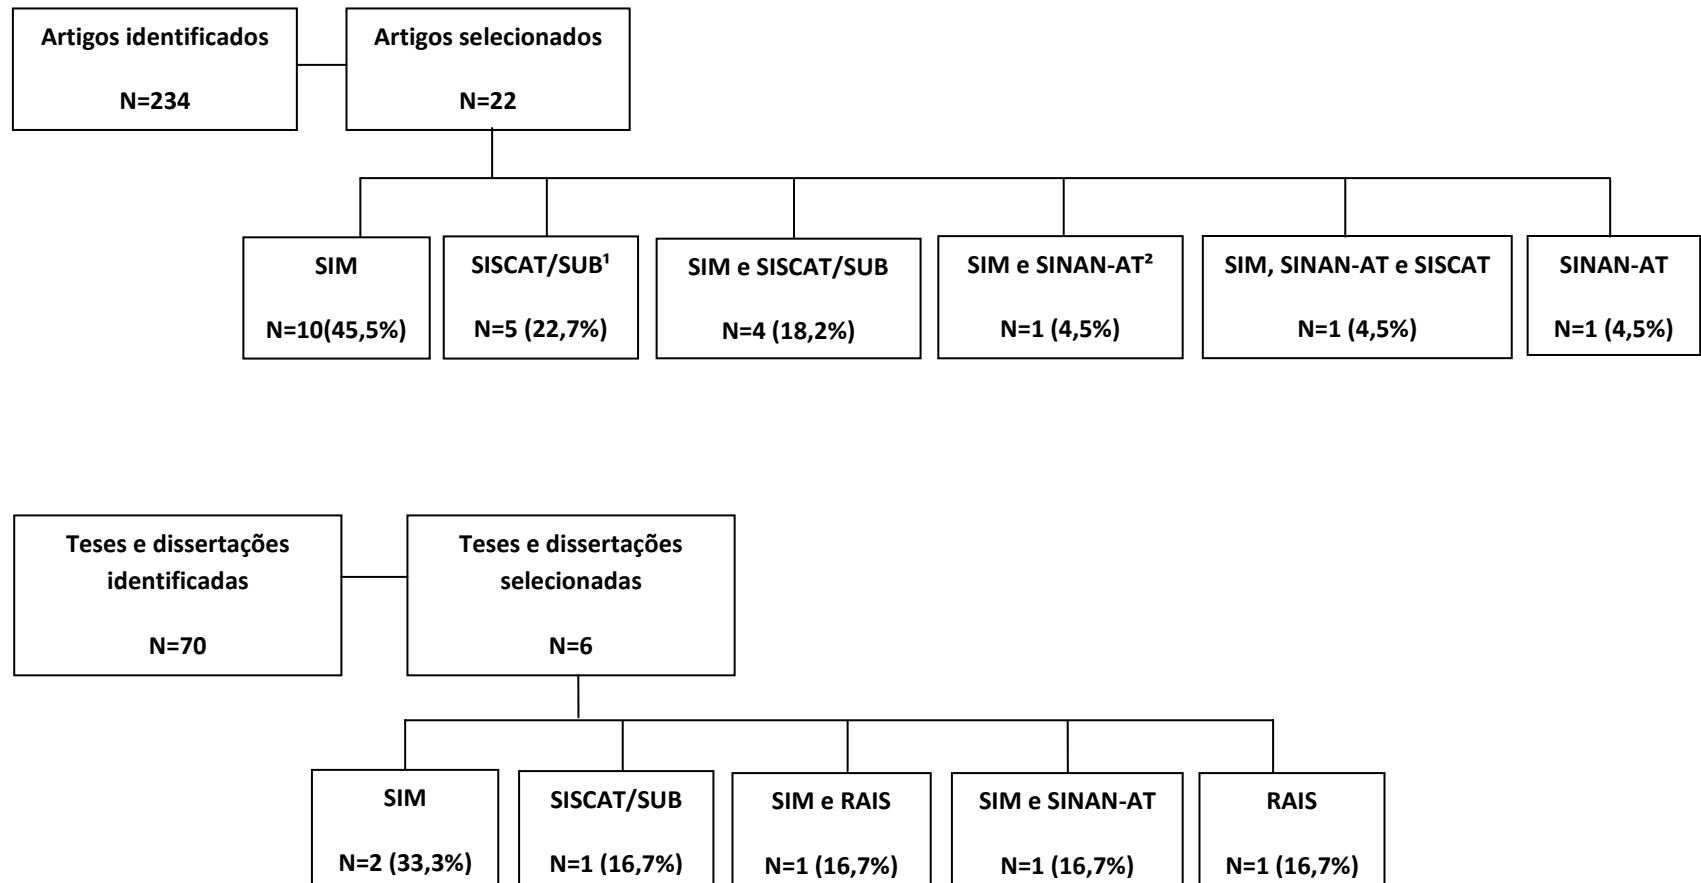 Artigos identificados
N=234
Artigos selecionados
N=22
SIM
N=10(45,5%)
SISCAT/SUB¹
N=5 (22,7%)
SIM e SISCAT/SUB
N=4 (18,2%)
SIM e SINAN-AT²
N=1 (4,5%)
SIM, SINAN-AT e SISCAT
N=1 (4,5%)
SINAN-AT
N=1 (4,5%)
Teses e dissertações
identificadas
N=70
Teses e dissertações
selecionadas
N=6
SIM
N=2 (33,3%)
SISCAT/SUB
N=1 (16,7%)
SIM e RAIS
N=1 (16,7%)
SIM e SINAN-AT
N=1 (16,7%)
RAIS
N=1 (16,7%)